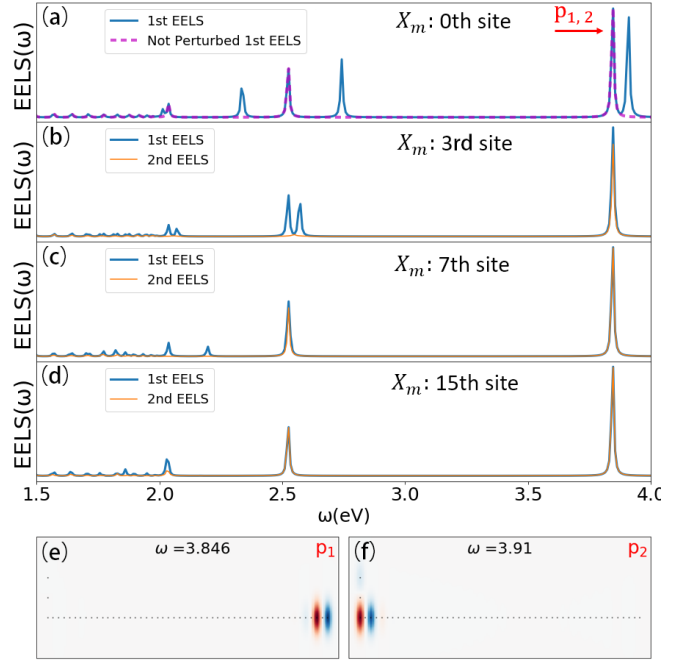 (a)
1st EELS
Not Perturbed 1st EELS
X_m: 0th site
p_{1, 2}
EELS(ω)
(b)
1st EELS
2nd EELS
X_m: 3rd site
EELS(ω)
(c)
1st EELS
2nd EELS
X_m: 7th site
EELS(ω)
(d)
1st EELS
2nd EELS
X_m: 15th site
EELS(ω)
1.5 2.0 2.5 3.0 3.5 4.0
ω(eV)
(e) ω =3.846 p_1
(f) ω =3.91 p_2